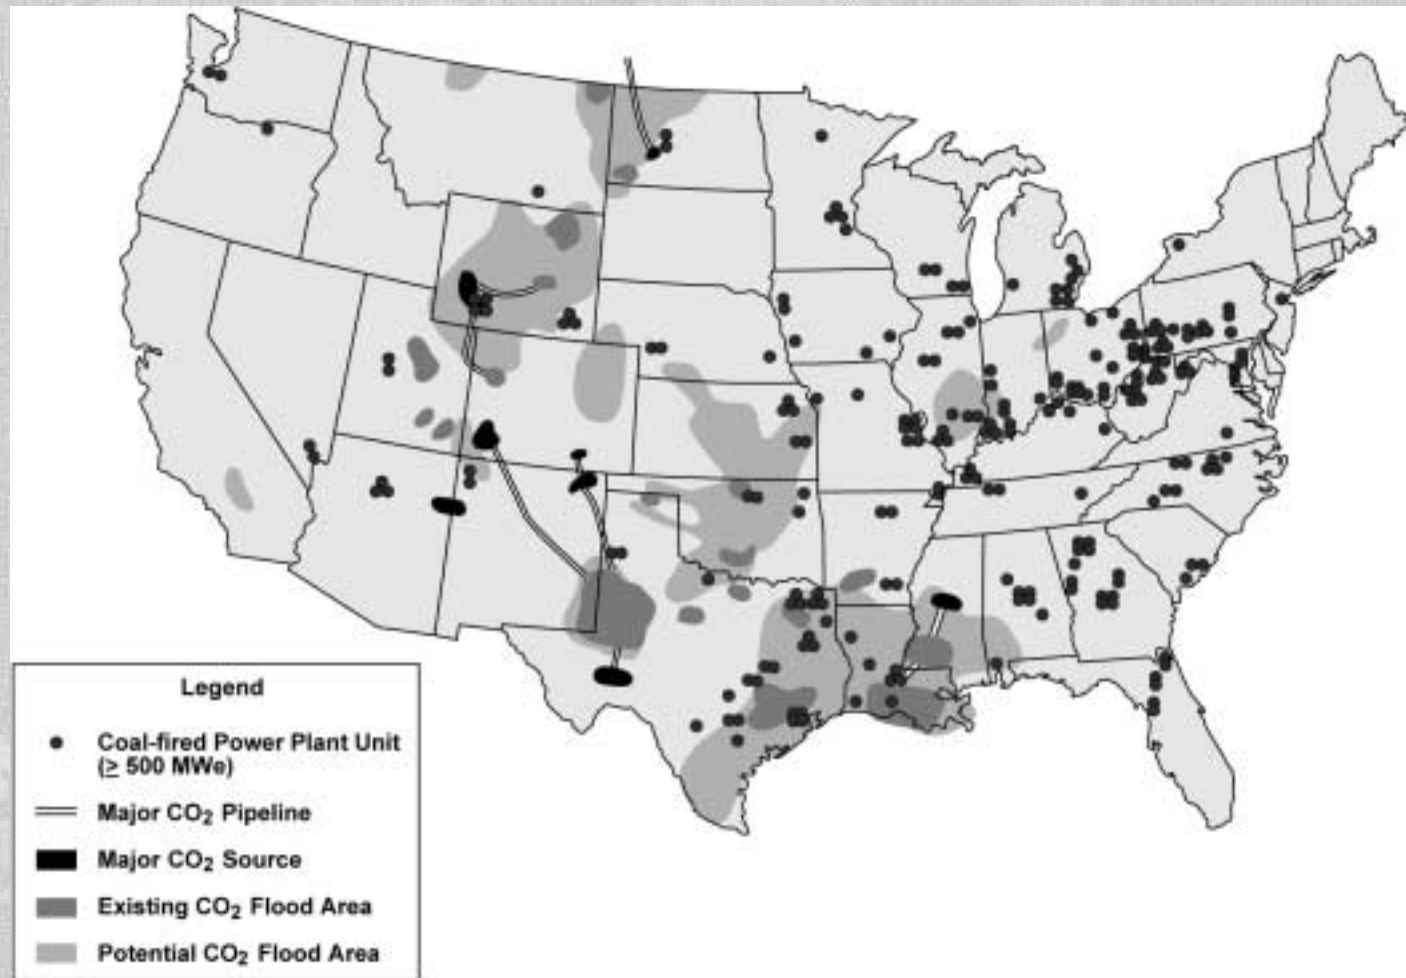 Legend
Coal-fired Power Plant Unit
(≥ 500 MWe)
Major CO₂ Pipeline
Major CO₂ Source
Existing CO₂ Flood Area
Potential CO₂ Flood Area